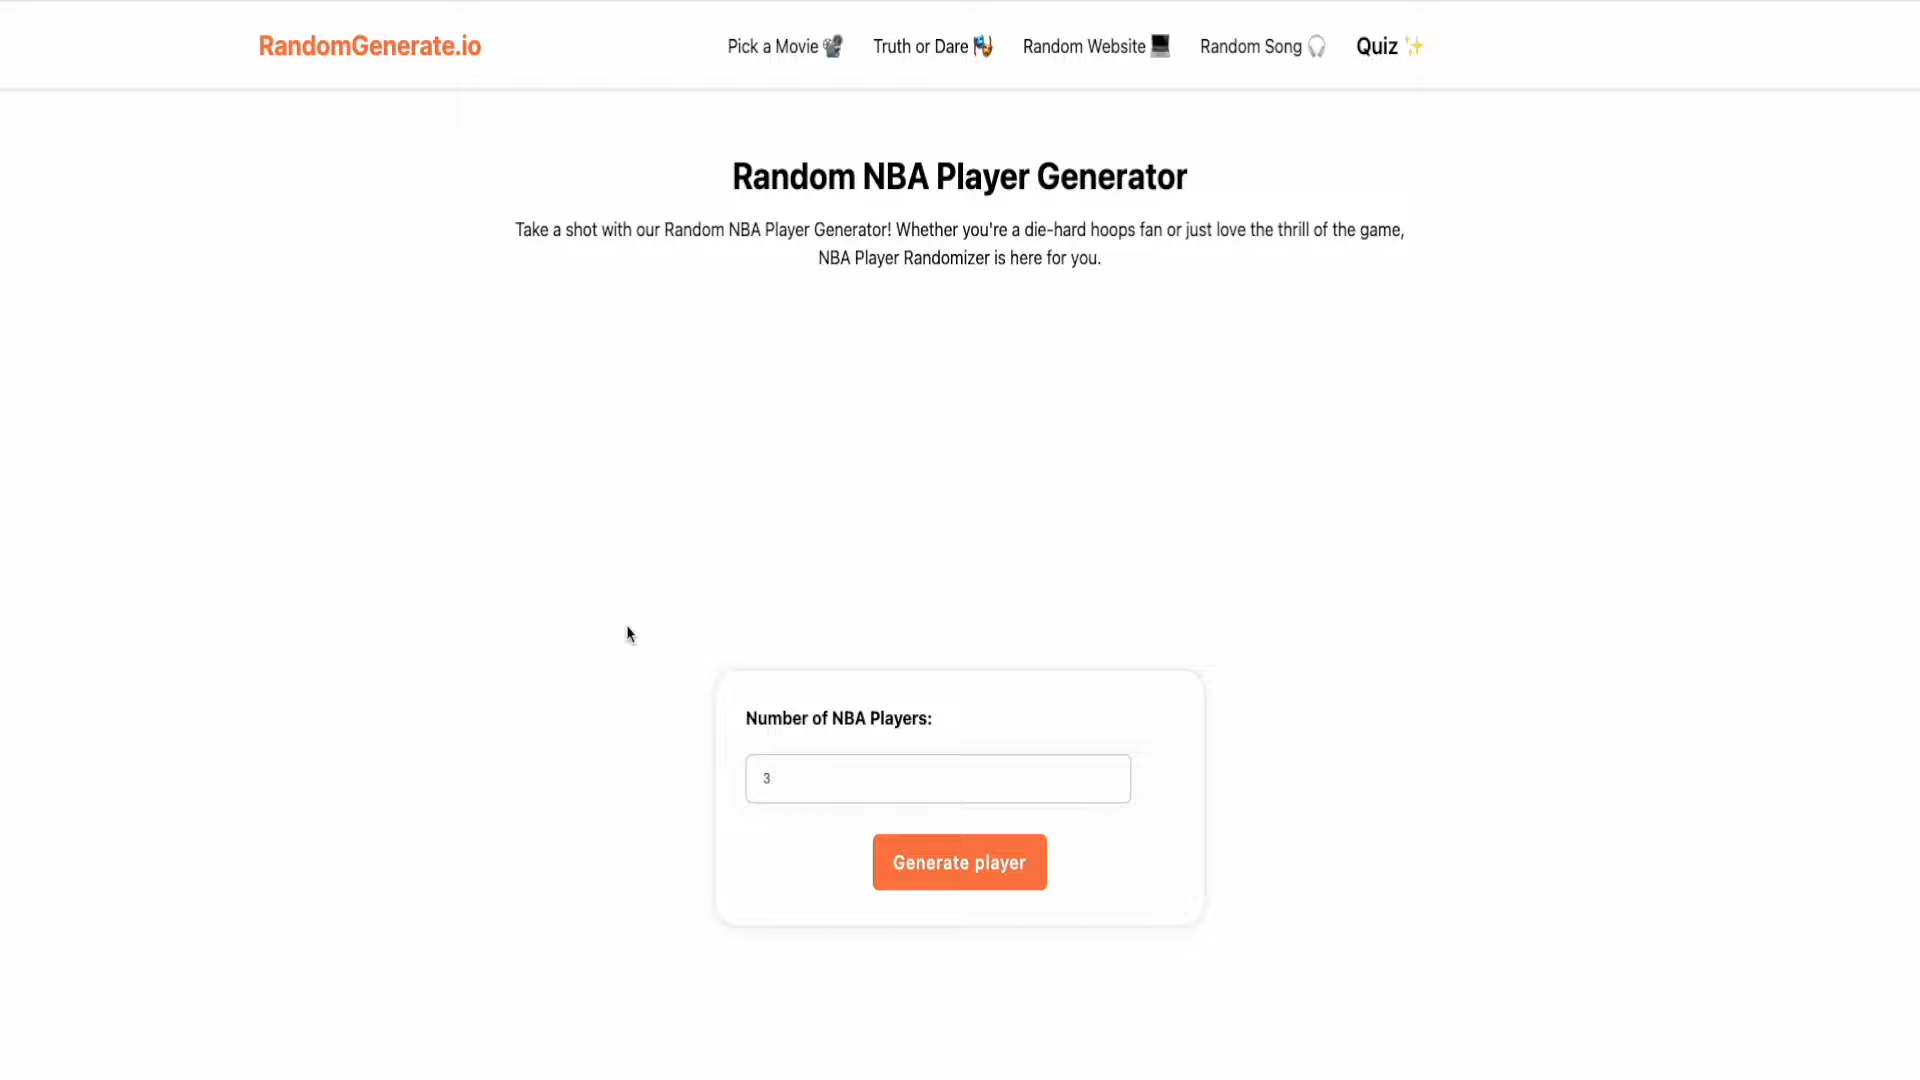 RandomGenerate.io
Pick a Movie 📽️ Truth or Dare 🎭 Random Website 💻 Random Song 🎧 Quiz ✨
Random NBA Player Generator
Take a shot with our Random NBA Player Generator! Whether you're a die-hard hoops fan or just love the thrill of the game,
NBA Player Randomizer is here for you.
Number of NBA Players:
3
Generate player